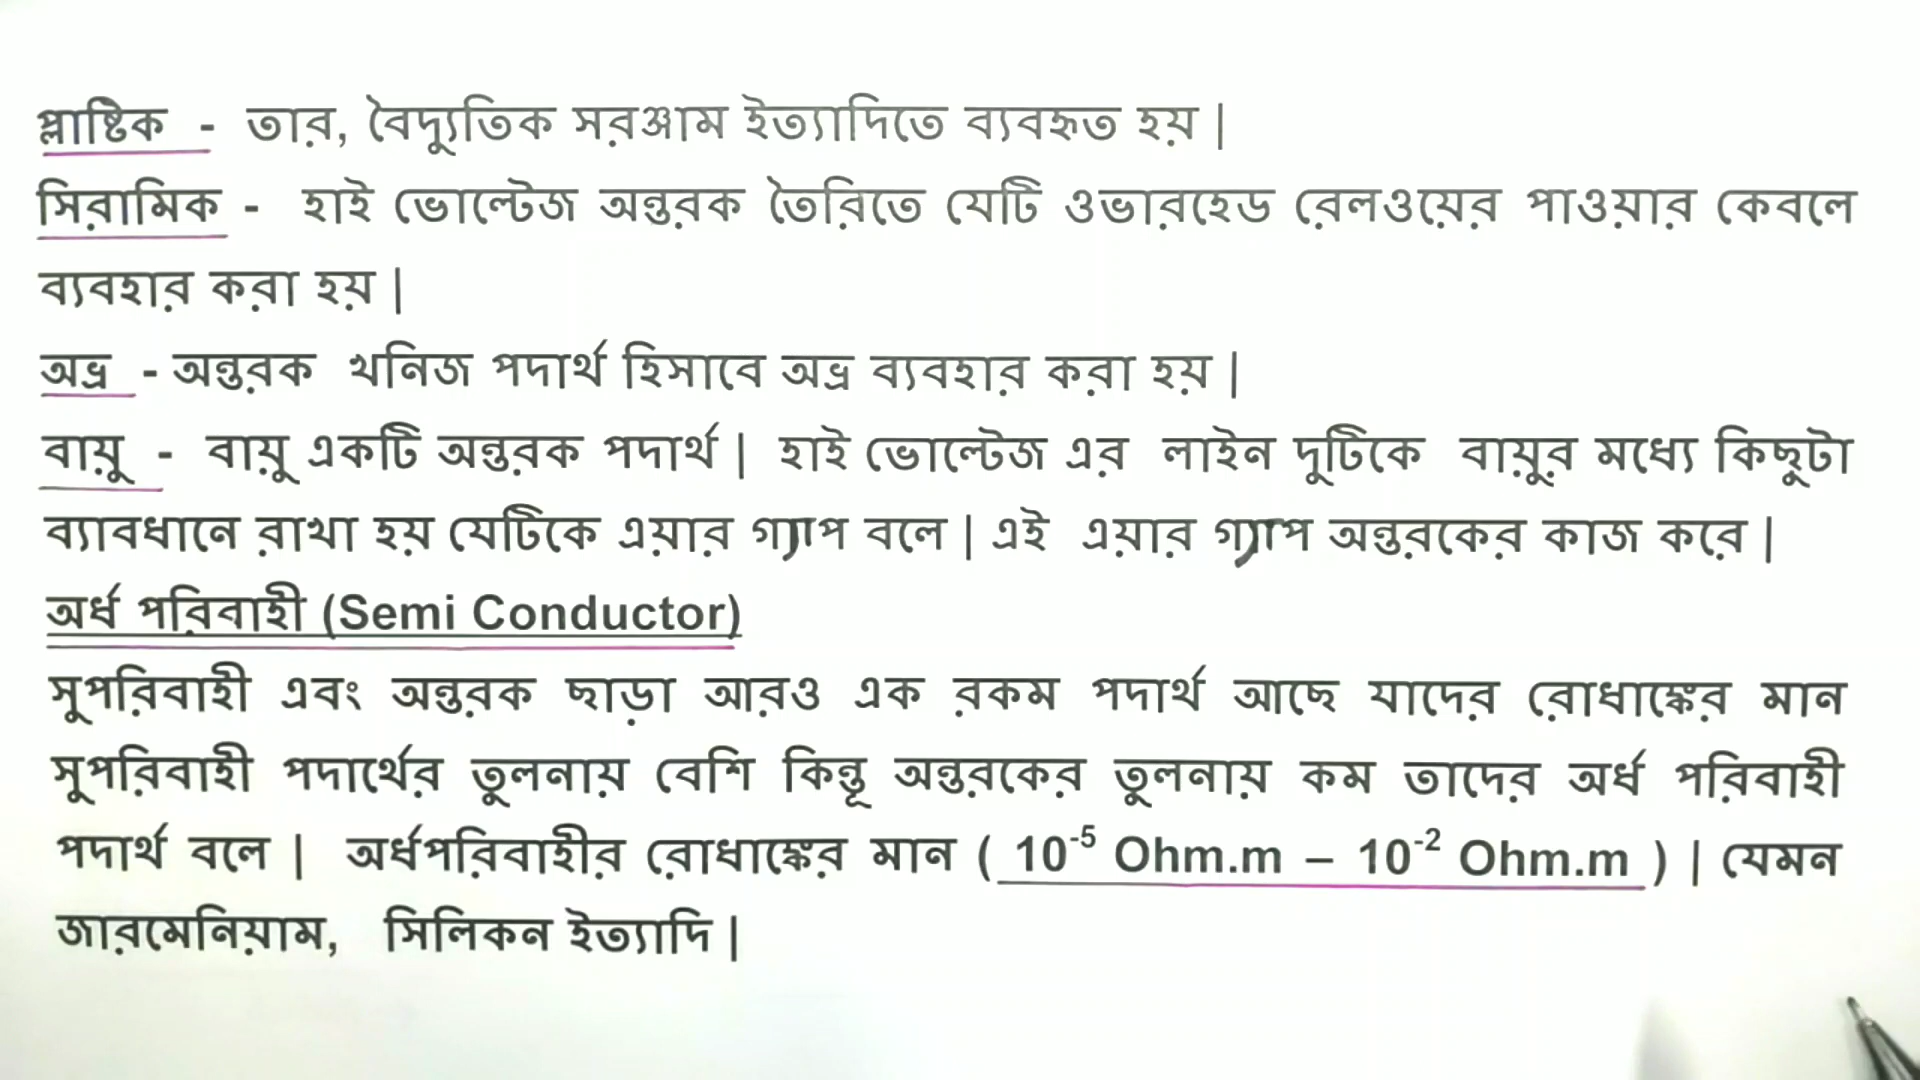 প্লাষ্টিক - তার, বৈদ্যুতিক সরঞ্জাম ইত্যাদিতে ব্যবহৃত হয় |
সিরামিক - হাই ভোল্টেজ অন্তরক তৈরিতে যেটি ওভারহেড রেলওয়ের পাওয়ার কেবলে
ব্যবহার করা হয় |
অভ্র - অন্তরক খনিজ পদার্থ হিসাবে অভ্র ব্যবহার করা হয় |
বায়ু - বায়ু একটি অন্তরক পদার্থ | হাই ভোল্টেজ এর লাইন দুটিকে বায়ুর মধ্যে কিছুটা
ব্যাবধানে রাখা হয় যেটিকে এয়ার গ্যাপ বলে | এই এয়ার গ্যাপ অন্তরকের কাজ করে |
অর্ধ পরিবাহী (Semi Conductor)
সুপরিবাহী এবং অন্তরক ছাড়া আরও এক রকম পদার্থ আছে যাদের রোধাঙ্কের মান
সুপরিবাহী পদার্থের তুলনায় বেশি কিন্তূ অন্তরকের তুলনায় কম তাদের অর্ধ পরিবাহী
পদার্থ বলে | অর্ধপরিবাহীর রোধাঙ্কের মান ( 10⁻⁵ Ohm.m – 10⁻² Ohm.m ) | যেমন
জারমেনিয়াম, সিলিকন ইত্যাদি |